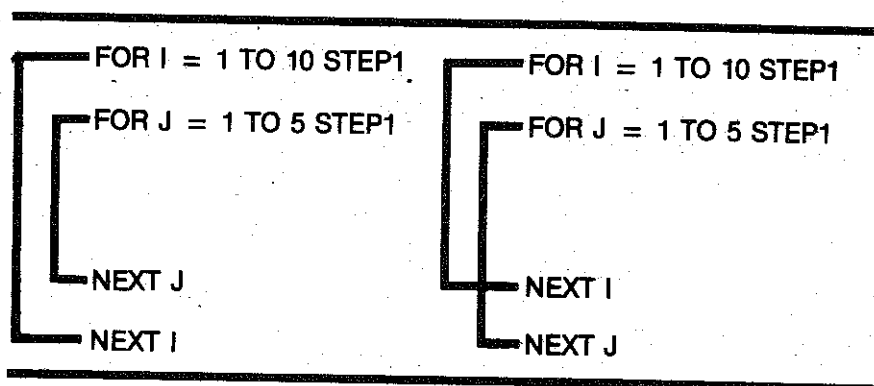 FOR I = 1 TO 10 STEP1
FOR J = 1 TO 5 STEP1
NEXT J
NEXT I
FOR I = 1 TO 10 STEP1
FOR J = 1 TO 5 STEP1
NEXT I
NEXT J